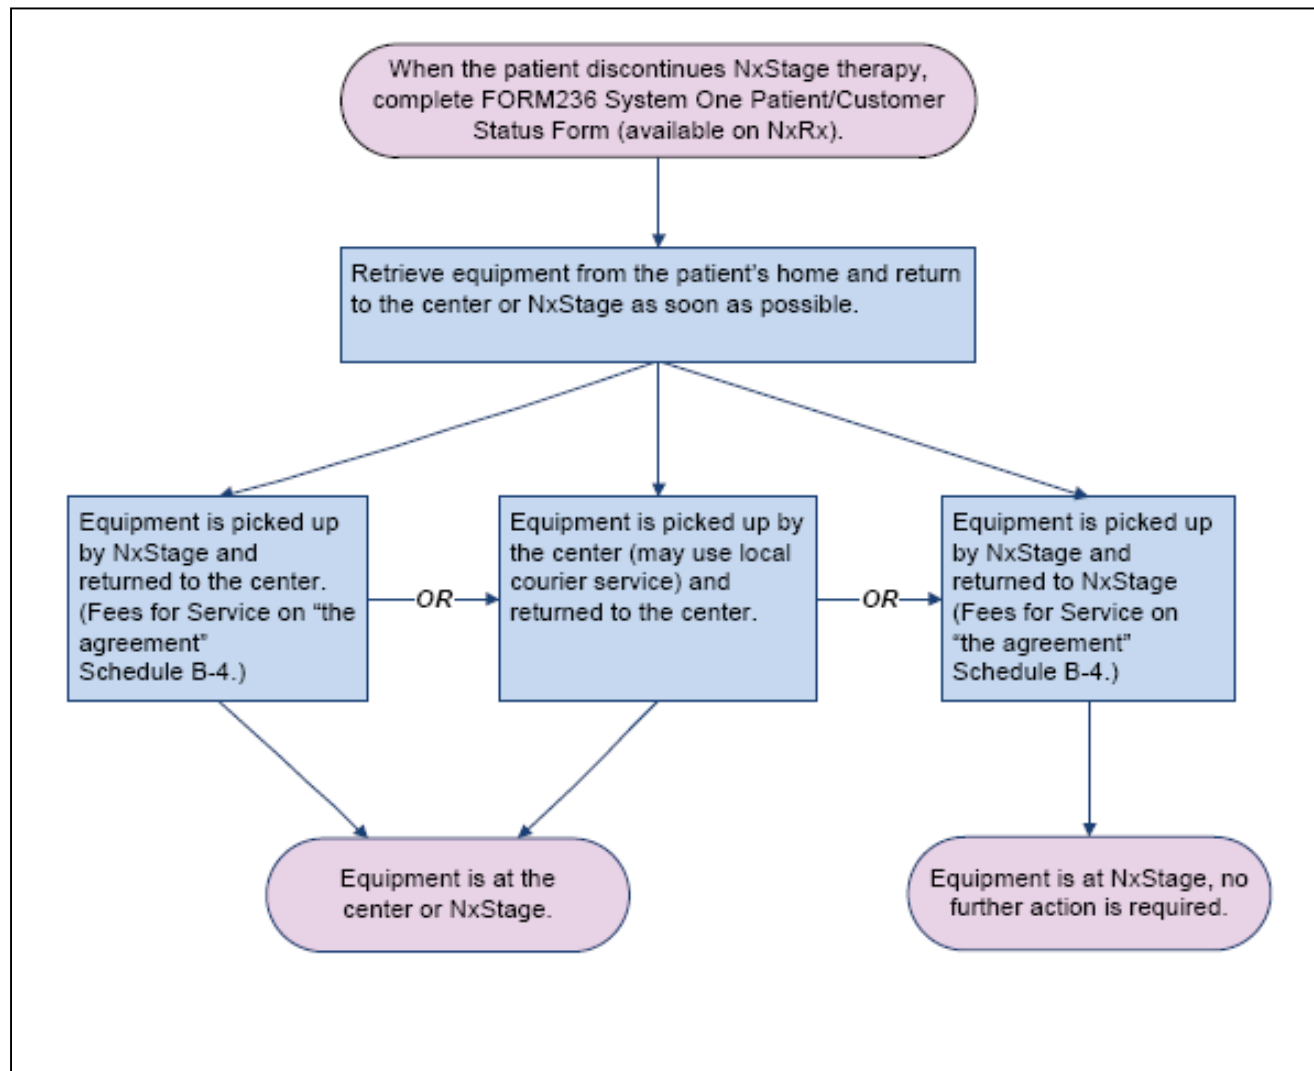 When the patient discontinues NxStage therapy,
complete FORM236 System One Patient/Customer
Status Form (available on NxRx).
Retrieve equipment from the patient's home and return
to the center or NxStage as soon as possible.
Equipment is picked up
by NxStage and
returned to the center.
(Fees for Service on “the
agreement”
Schedule B-4.)
OR
Equipment is picked up by
the center (may use local
courier service) and
returned to the center.
OR
Equipment is picked up
by NxStage and
returned to NxStage
(Fees for Service on
“the agreement”
Schedule B-4.)
Equipment is at the
center or NxStage.
Equipment is at NxStage, no
further action is required.